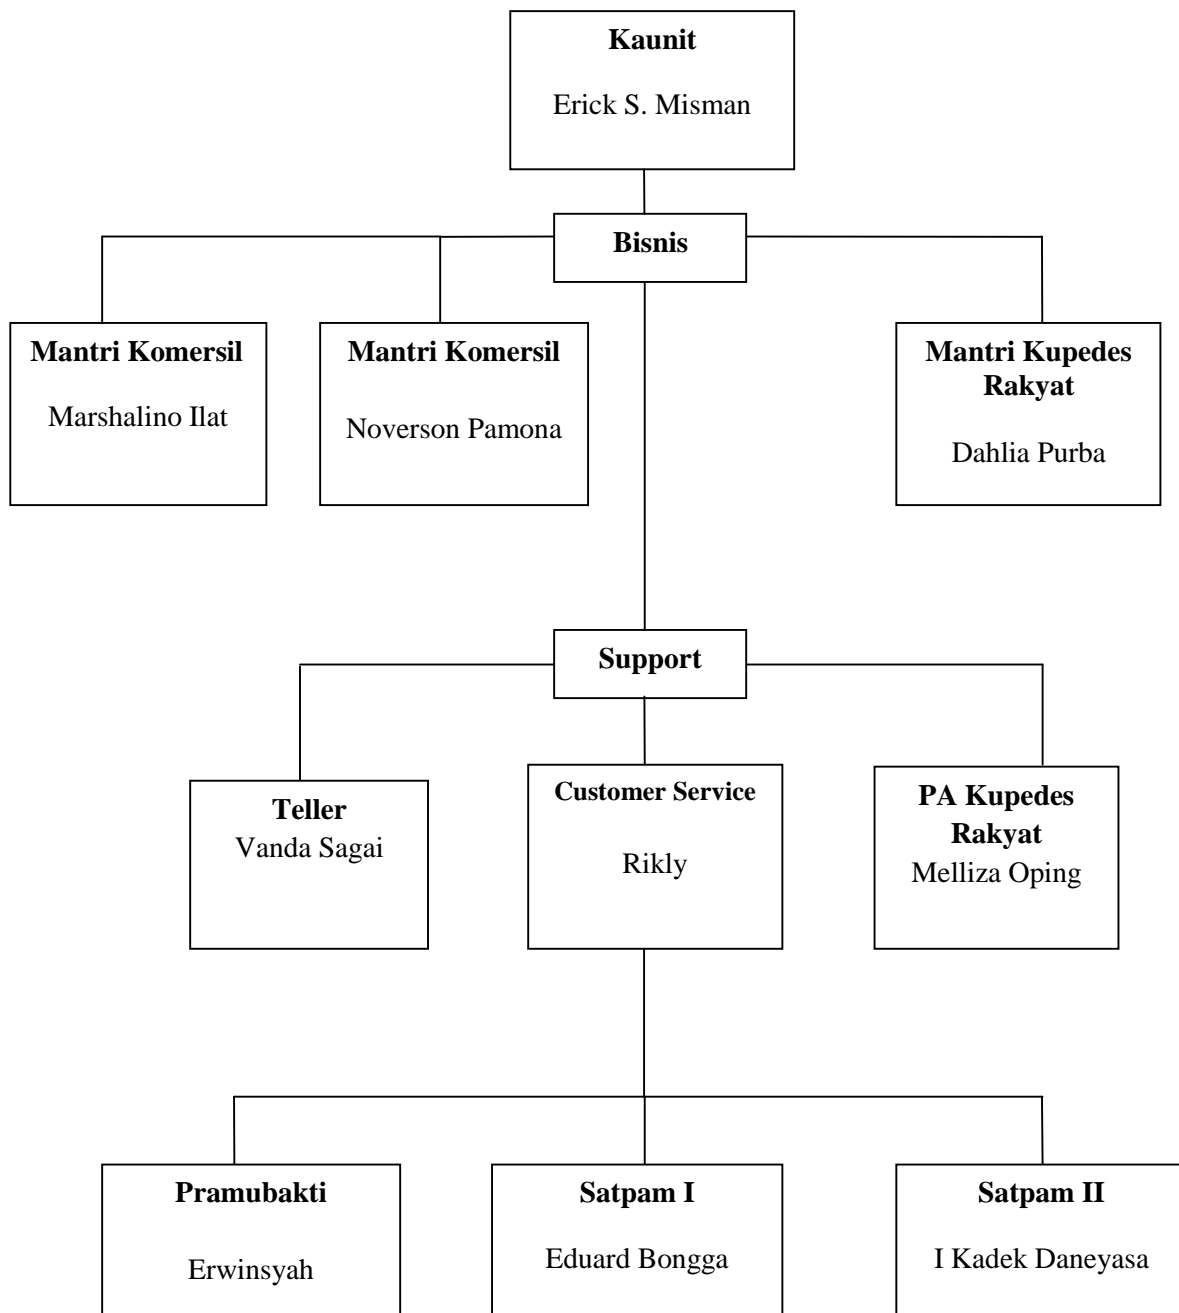 Kaunit
Erick S. Misman
Bisnis
Mantri Komersil
Marshalino Ilat
Mantri Komersil
Noverson Pamona
Mantri Kupedes
Rakyat
Dahlia Purba
Support
Teller
Vanda Sagai
Customer Service
Rikly
PA Kupedes
Rakyat
Melliza Oping
Pramubakti
Erwinsyah
Satpam I
Eduard Bongga
Satpam II
I Kadek Daneyasa